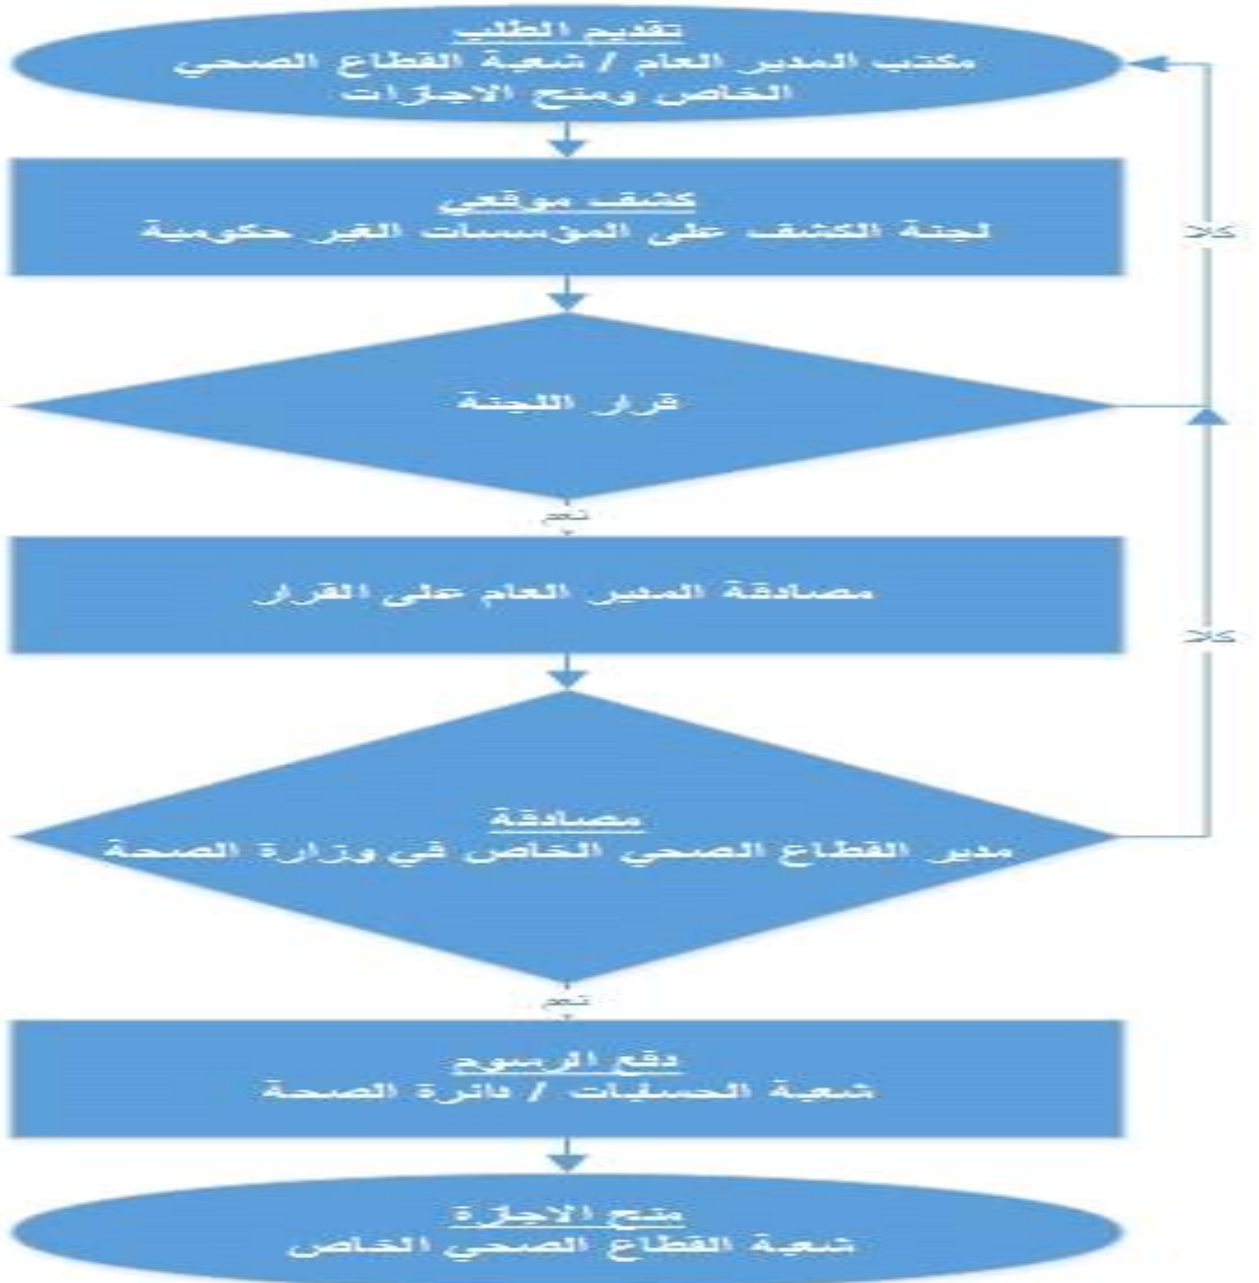 تقديم الطلب
مكتب المدير العام / شعبة القطاع الصحي
الخاص ومنح الاجازات
كشف موقعي
لجنة الكشف على المؤسسات الغير حكومية
كلا
قرار اللجنة
نعم
مصادقة المدير العام على القرار
كلا
مصادقة
مدير القطاع الصحي الخاص في وزارة الصحة
نعم
دفع الرسوم
شعبة الحسابات / دائرة الصحة
منح الاجازة
شعبة القطاع الصحي الخاص